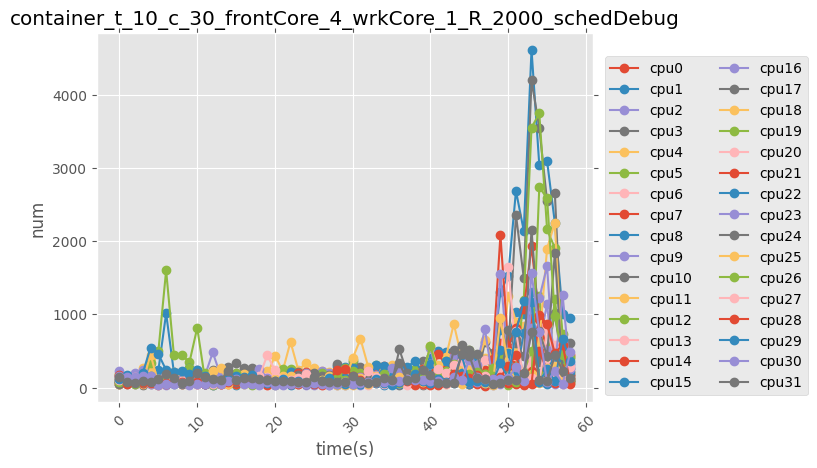 container_t_10_c_30_frontCore_4_wrkCore_1_R_2000_schedDebug
num
4000
3000
2000
1000
0
0
10
20
30
40
50
60
time(s)
cpu0
cpu1
cpu2
cpu3
cpu4
cpu5
cpu6
cpu7
cpu8
cpu9
cpu10
cpu11
cpu12
cpu13
cpu14
cpu15
cpu16
cpu17
cpu18
cpu19
cpu20
cpu21
cpu22
cpu23
cpu24
cpu25
cpu26
cpu27
cpu28
cpu29
cpu30
cpu31